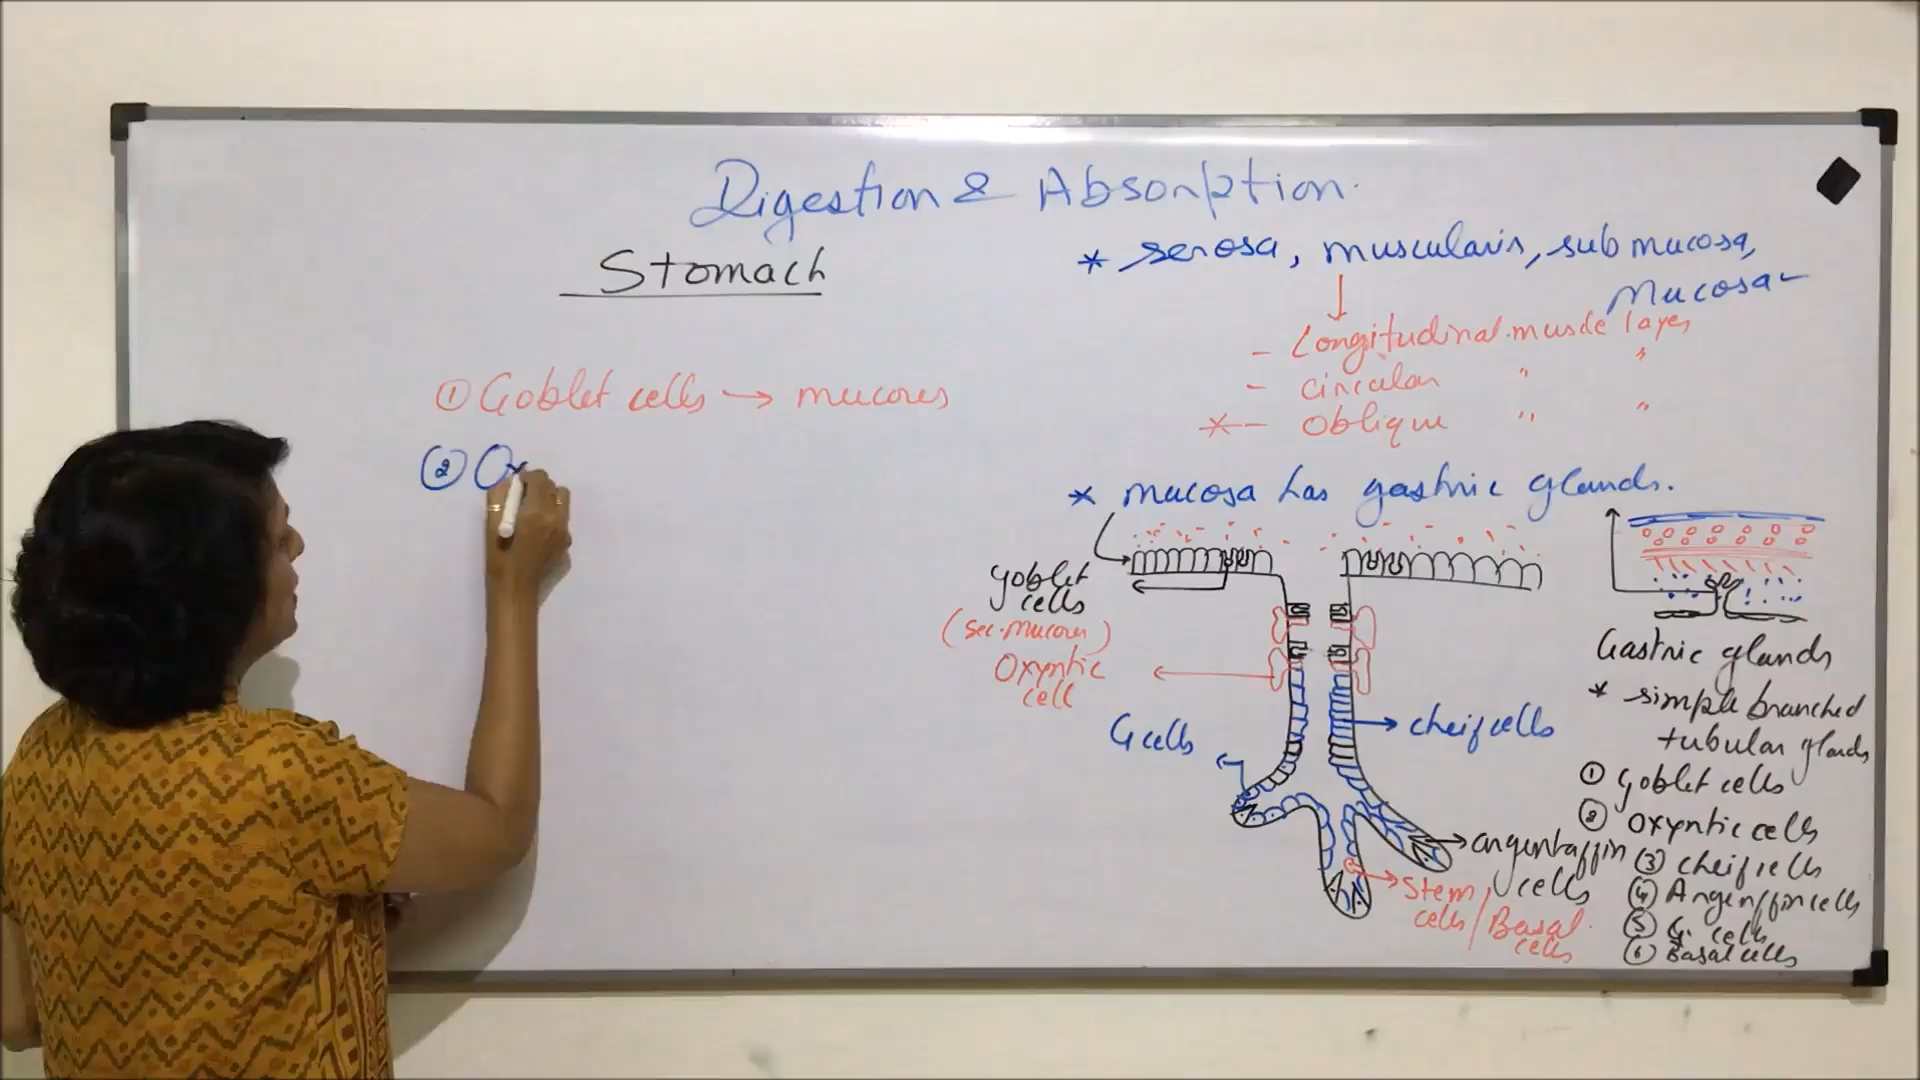 Digestion & Absorption.
Stomach
① Goblet cells → mucous
② Ox
* serosa, muscularis, sub mucosa,
Mucosa
- Longitudinal muscle layer
- circular " "
*- oblique " "
* mucosa has gastric glands.
goblet
cells
(sec. mucous)
Oxyntic
cell
G cells
cheif cells
argentaffin
cells
Stem
cells / Basal
cells
Gastric glands
* simple branched
tubular glands
① goblet cells
② oxyntic cells
③ cheif cells
④ Argenffin cells
⑤ G. cells
⑥ Basal cells